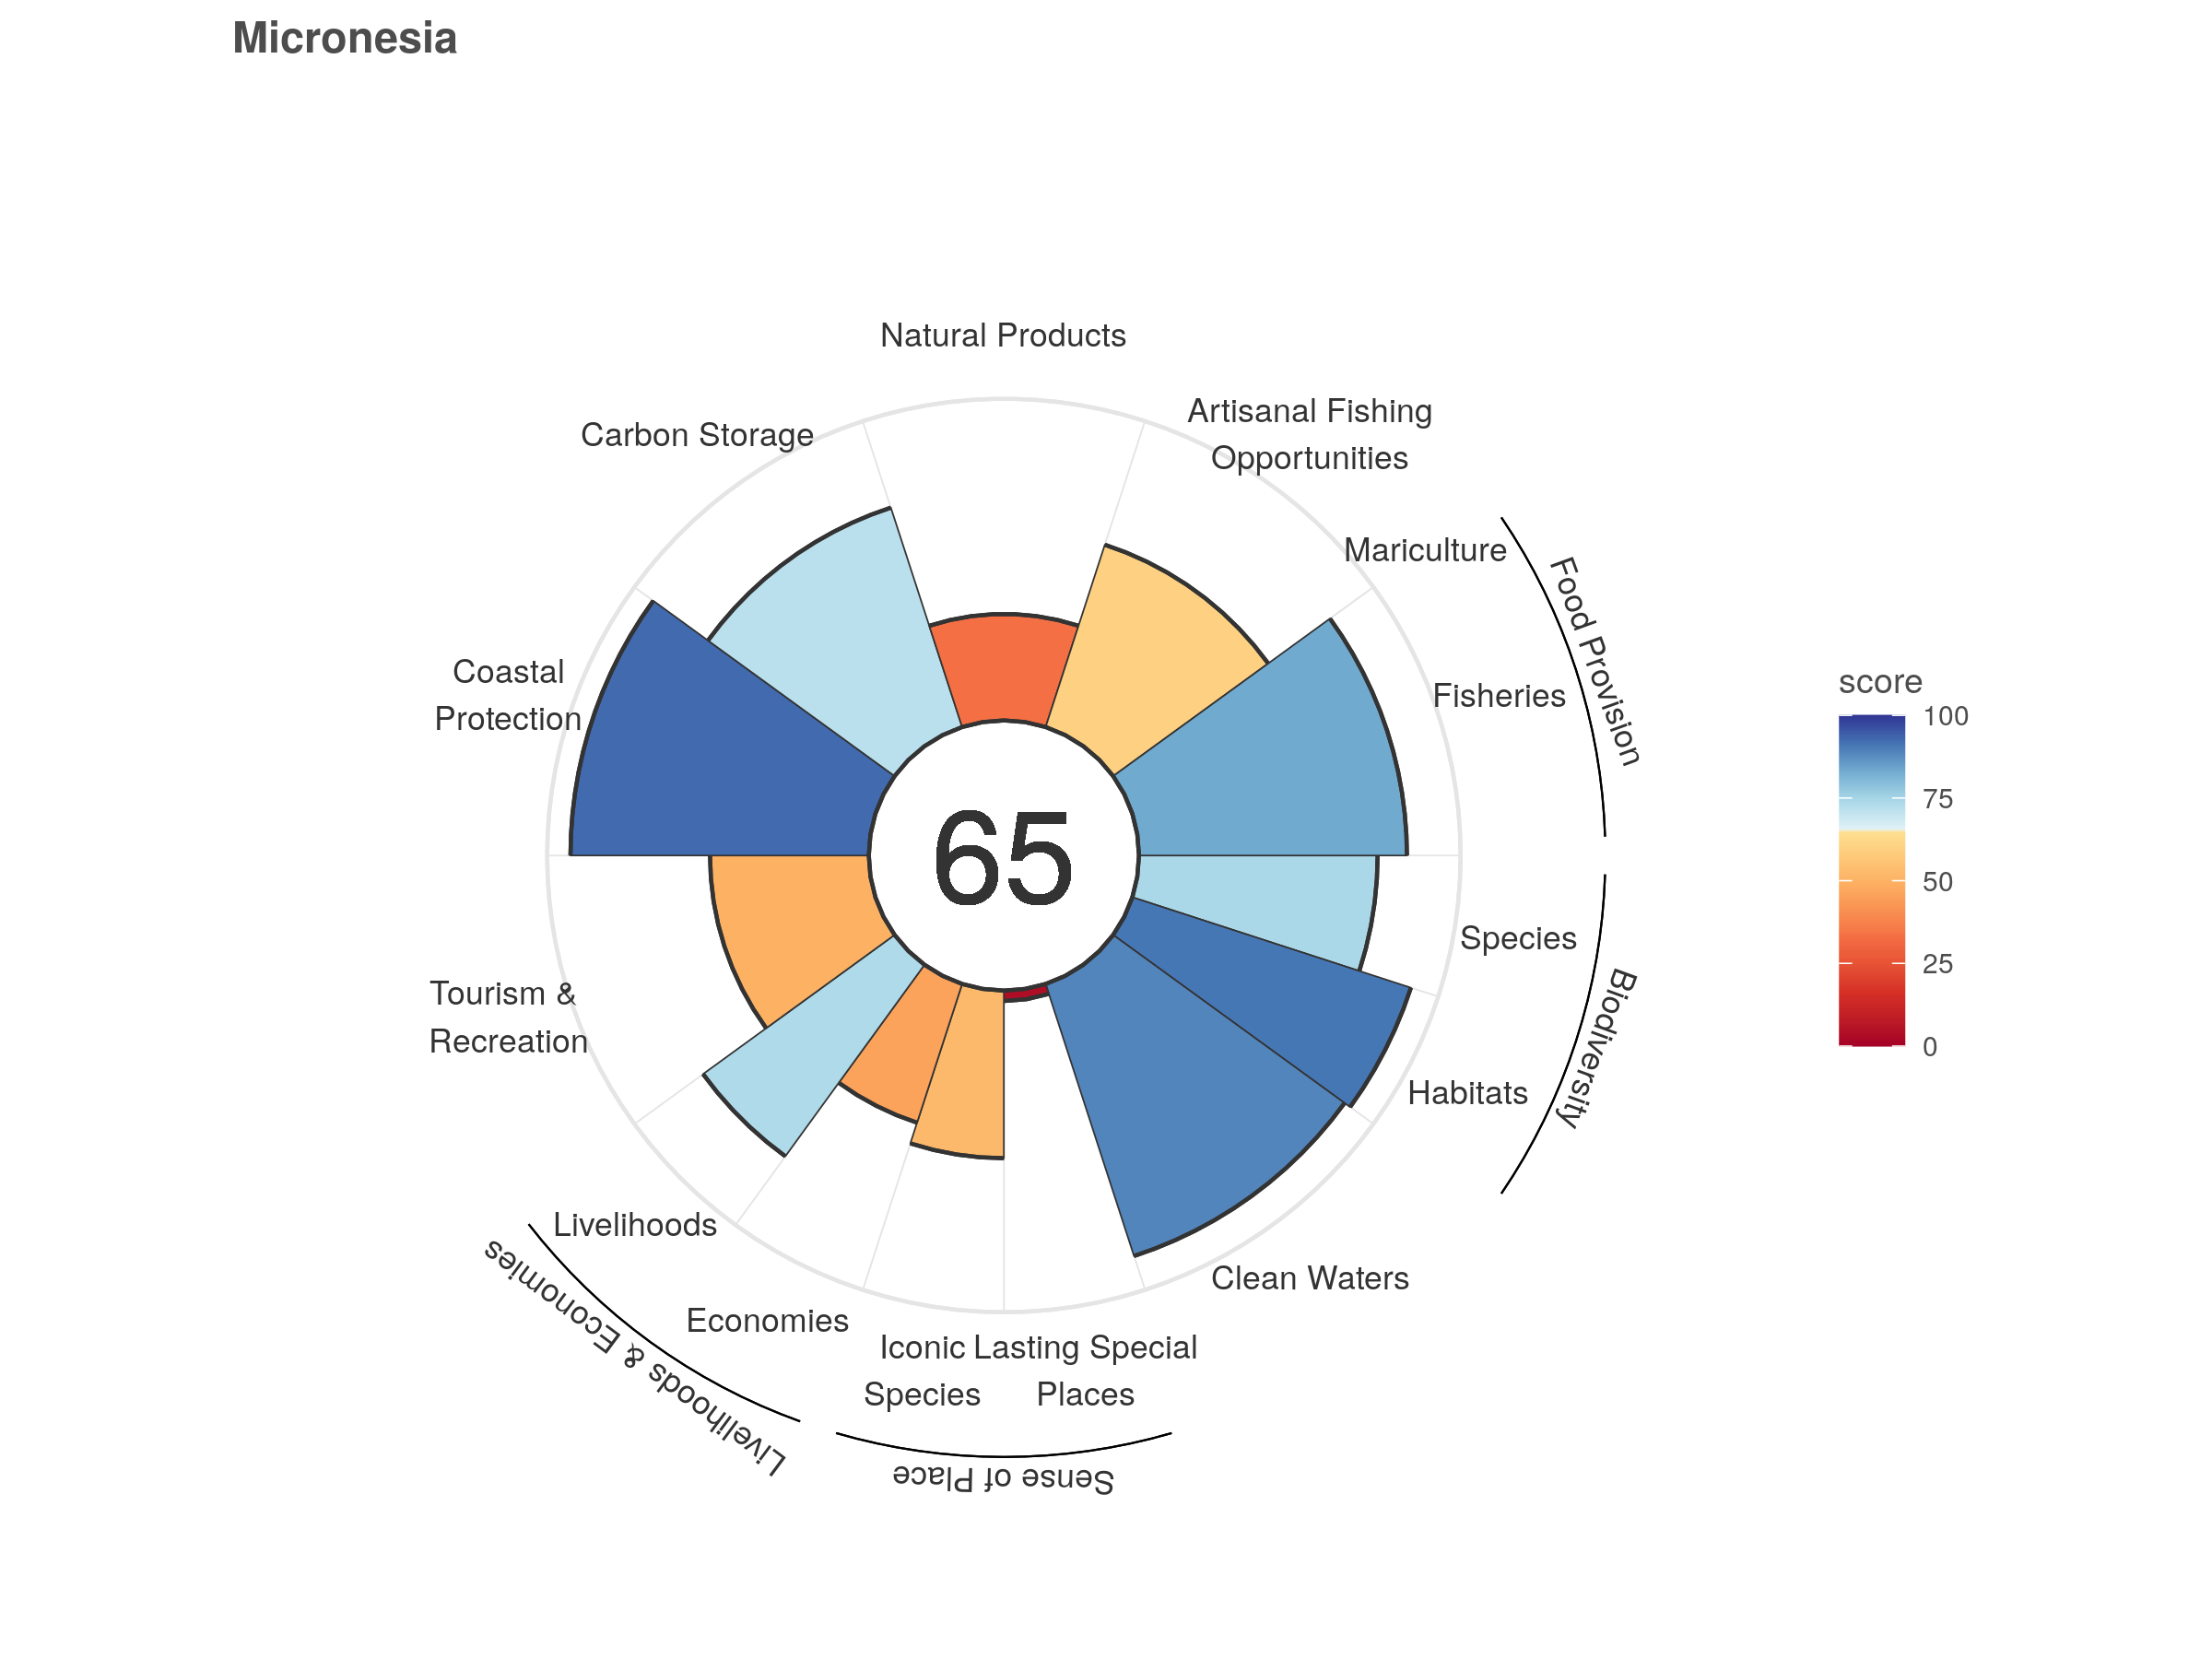 Micronesia
Natural Products
Artisanal Fishing
Opportunities
Carbon Storage
Mariculture
Food Provision
Fisheries
Coastal
Protection
score
100
75
50
25
0
65
Species
Biodiversity
Tourism &
Recreation
Habitats
Livelihoods
Clean Waters
Livelihoods & Economies
Economies
Iconic
Species
Lasting Special
Places
Sense of Place